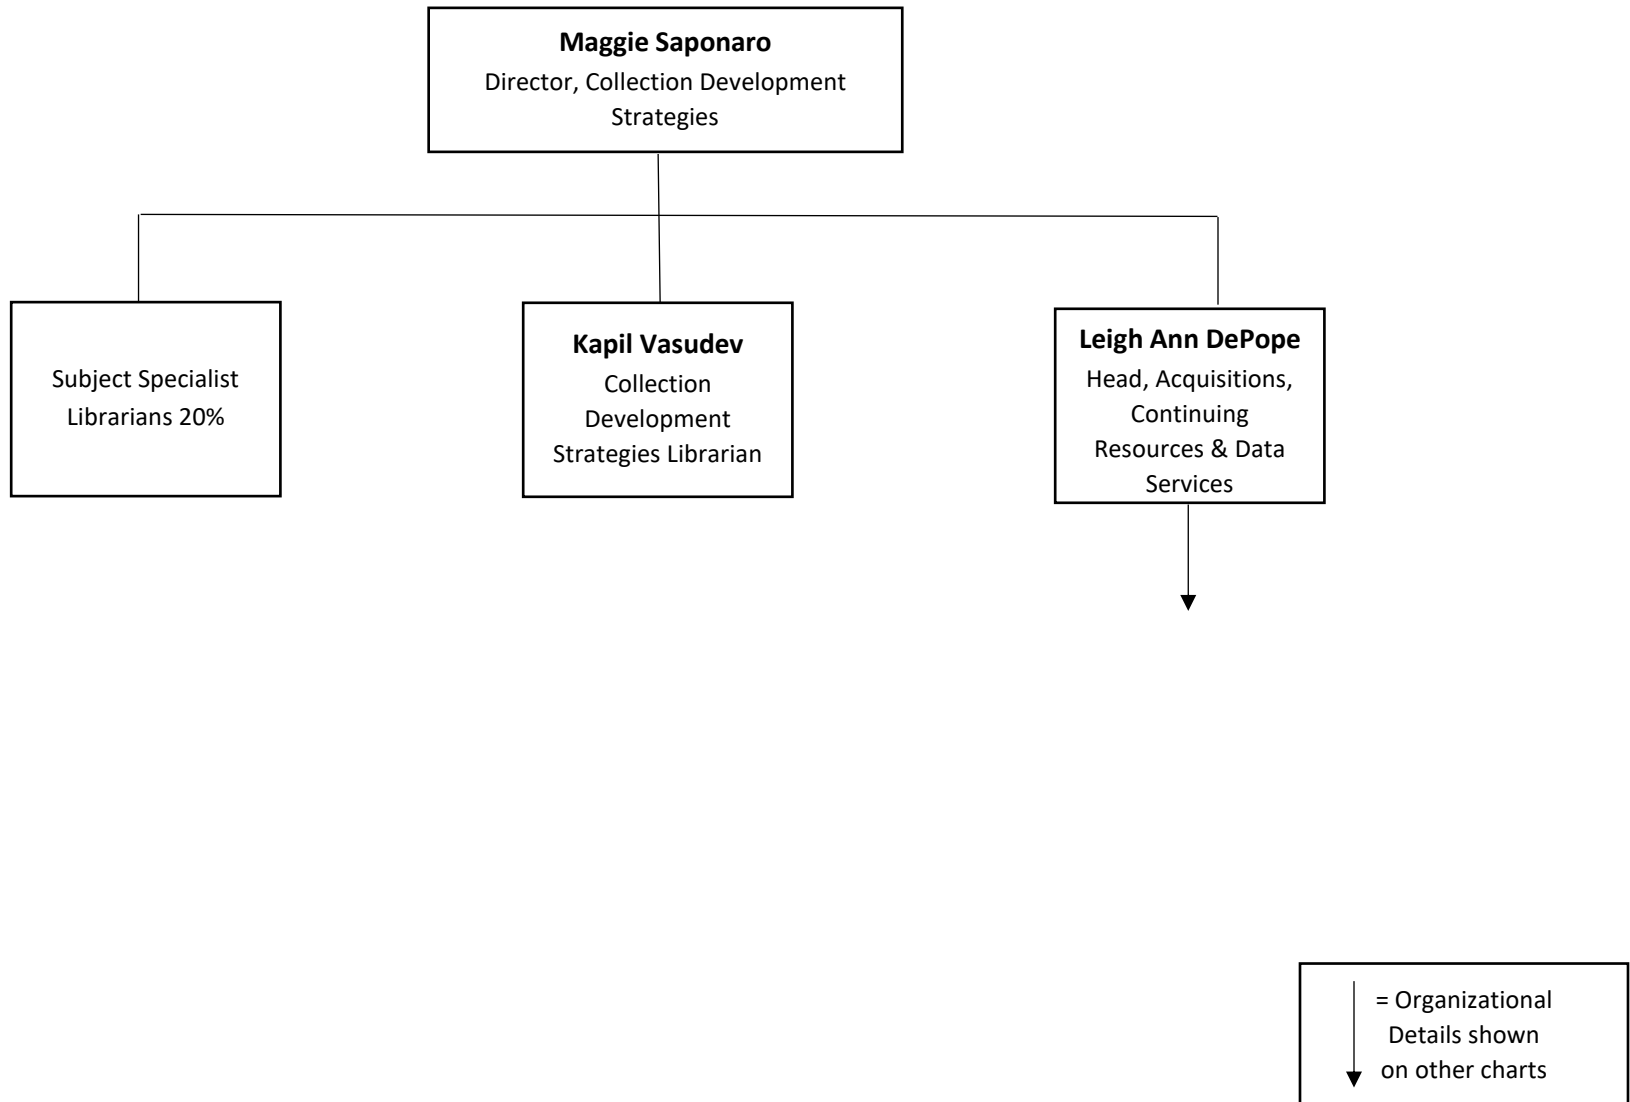 Maggie Saponaro
Director, Collection Development
Strategies
Subject Specialist
Librarians 20%
Kapil Vasudev
Collection
Development
Strategies Librarian
Leigh Ann DePope
Head, Acquisitions,
Continuing
Resources & Data
Services
= Organizational
Details shown
on other charts